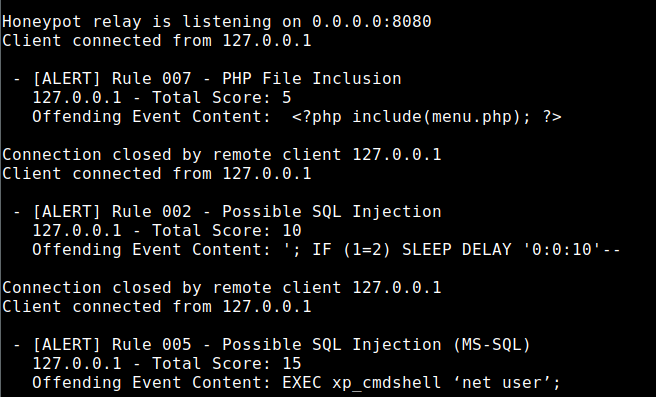 Honeypot relay is listening on 0.0.0.0:8080
Client connected from 127.0.0.1
- [ALERT] Rule 007 - PHP File Inclusion
127.0.0.1 - Total Score: 5
Offending Event Content:  <?php include(menu.php); ?>
Connection closed by remote client 127.0.0.1
Client connected from 127.0.0.1
- [ALERT] Rule 002 - Possible SQL Injection
127.0.0.1 - Total Score: 10
Offending Event Content: '; IF (1=2) SLEEP DELAY '0:0:10'--
Connection closed by remote client 127.0.0.1
Client connected from 127.0.0.1
- [ALERT] Rule 005 - Possible SQL Injection (MS-SQL)
127.0.0.1 - Total Score: 15
Offending Event Content: EXEC xp_cmdshell ‘net user’;